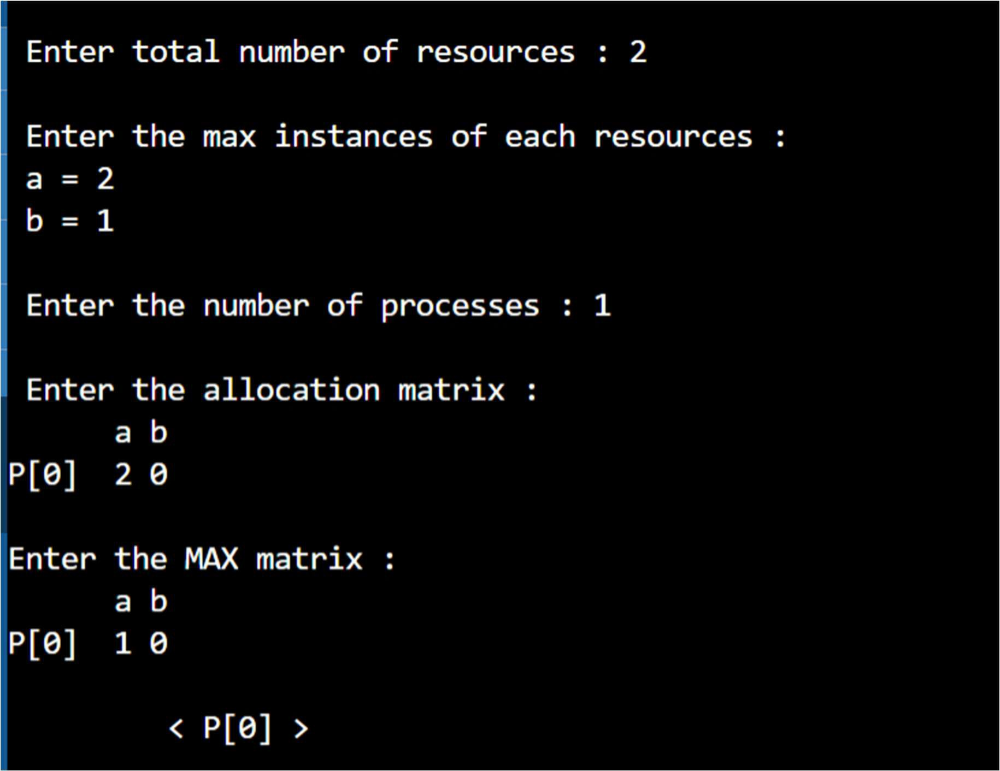 Enter total number of resources : 2
Enter the max instances of each resources :
a = 2
b = 1
Enter the number of processes : 1
Enter the allocation matrix :
a b
P[0] 2 0
Enter the MAX matrix :
a b
P[0] 1 0
< P[0] >